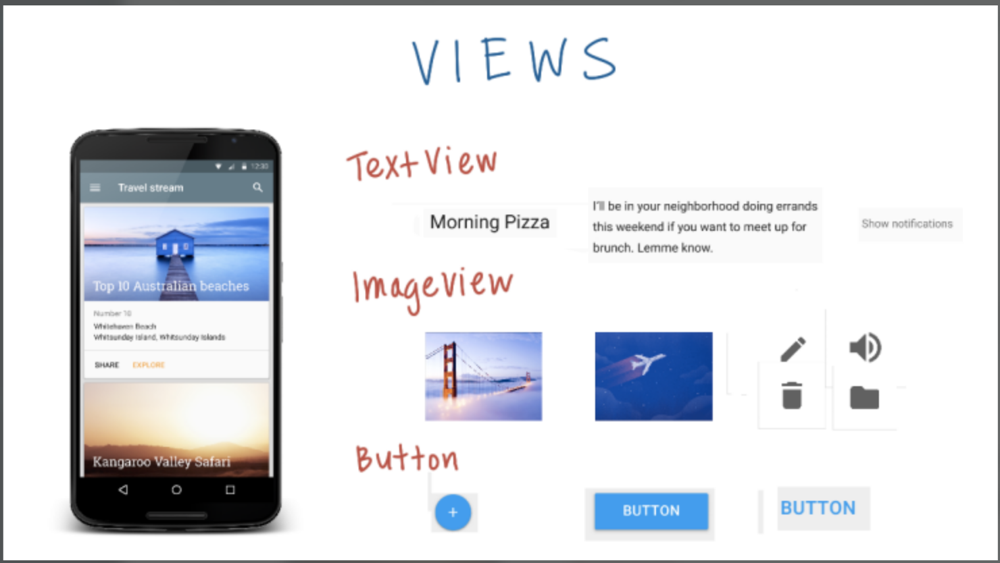 VIEWS
12:30
Travel stream
Top 10 Australian beaches
Number 10
Whitehaven Beach
Whitsunday Island, Whitsunday Islands
SHARE EXPLORE
Kangaroo Valley Safari
TextView
Morning Pizza
I'll be in your neighborhood doing errands
this weekend if you want to meet up for
brunch. Lemme know.
Show notifications
ImageView
Button
+
BUTTON
BUTTON